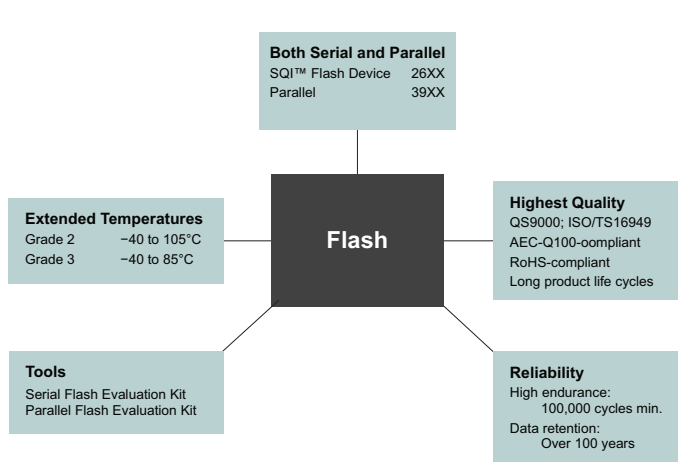 Both Serial and Parallel
SQI™ Flash Device 26XX
Parallel 39XX
Extended Temperatures
Grade 2 −40 to 105°C
Grade 3 −40 to 85°C
Flash
Highest Quality
QS9000; ISO/TS16949
AEC-Q100-oompliant
RoHS-compliant
Long product life cycles
Tools
Serial Flash Evaluation Kit
Parallel Flash Evaluation Kit
Reliability
High endurance:
100,000 cycles min.
Data retention:
Over 100 years